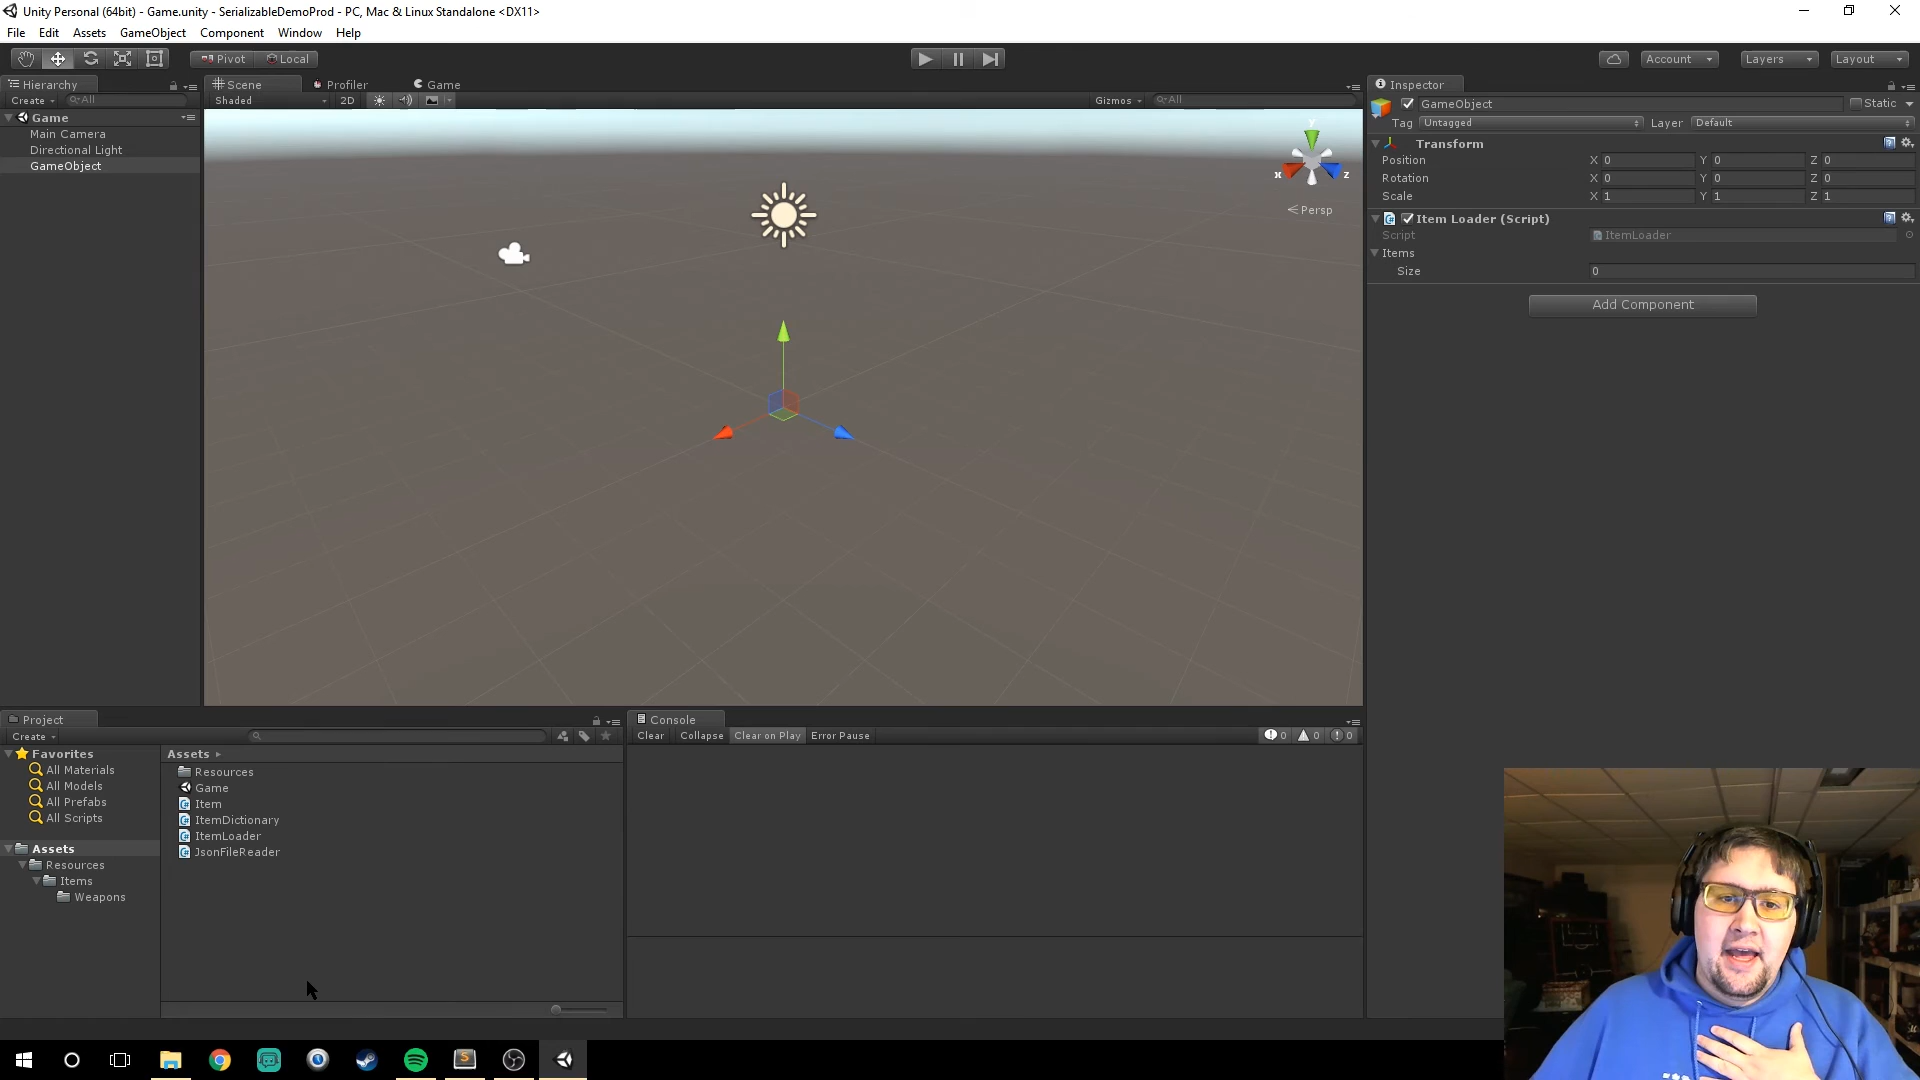 Unity Personal (64bit) - Game.unity - SerializableDemoProd - PC, Mac & Linux Standalone <DX11>
File Edit Assets GameObject Component Window Help
Pivot Local
Account Layers Layout
Hierarchy
Create All
Game
Main Camera
Directional Light
GameObject
Scene Profiler Game
Shaded 2D Gizmos All
y
x z
Persp
Inspector
GameObject Static
Tag Untagged Layer Default
Transform
Position X 0 Y 0 Z 0
Rotation X 0 Y 0 Z 0
Scale X 1 Y 1 Z 1
Item Loader (Script)
Script ItemLoader
Items
Size 0
Add Component
Project
Create
Favorites
All Materials
All Models
All Prefabs
All Scripts
Assets
Resources
Items
Weapons
Assets
Resources
Game
Item
ItemDictionary
ItemLoader
JsonFileReader
Console
Clear Collapse Clear on Play Error Pause 0 0 0